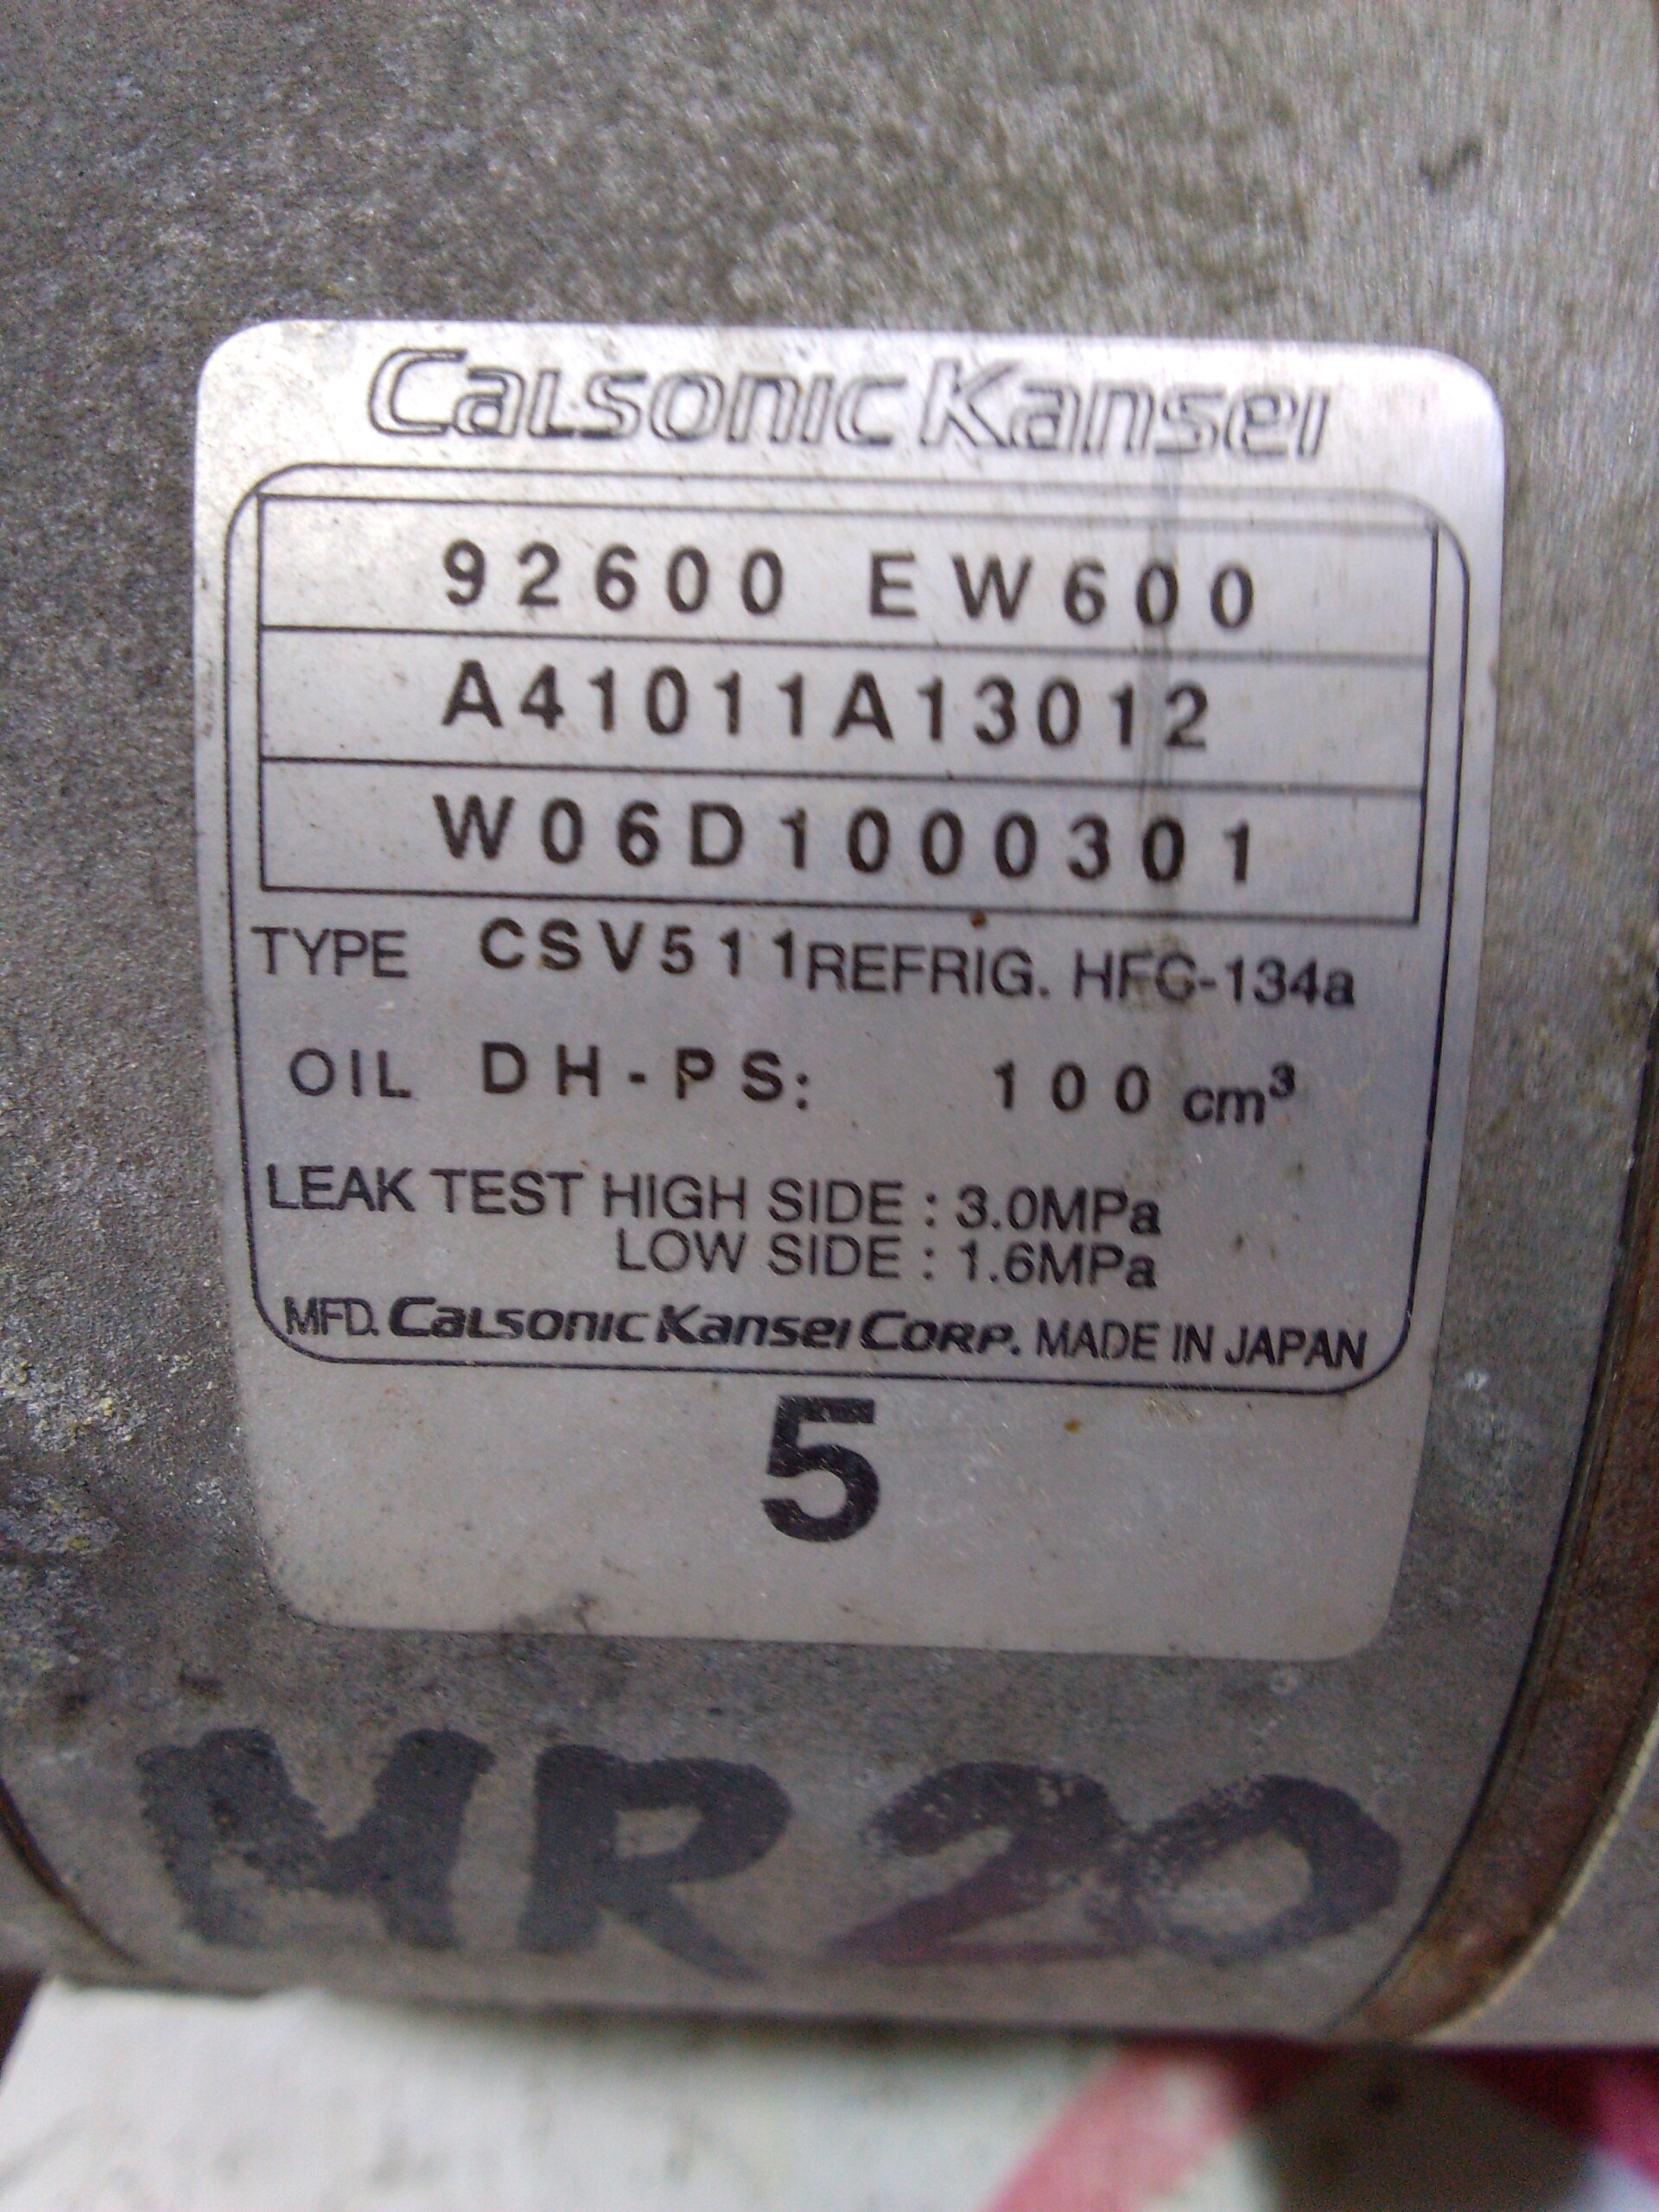 Calsonic Kansei
92600 EW600
A41011A13012
W06D1000301
TYPE CSV511 REFRIG. HFC-134a
OIL DH-PS: 100 cm³
LEAK TEST HIGH SIDE : 3.0MPa
LOW SIDE : 1.6MPa
MFD. Calsonic Kansei Corp. MADE IN JAPAN
5
MR20